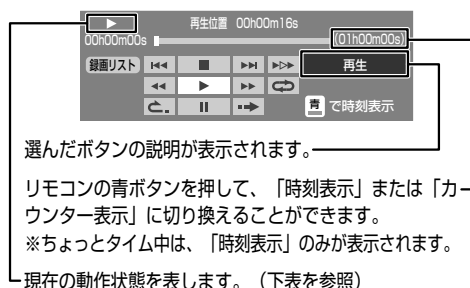 再生位置 00h00m16s
00h00m00s (01h00m00s)
録画リスト 再生
青 で時刻表示
選んだボタンの説明が表示されます。
リモコンの青ボタンを押して、「時刻表示」または「カ
ウンター表示」に切り換えることができます。
※ちょっとタイム中は、「時刻表示」のみが表示されます。
現在の動作状態を表します。（下表を参照）